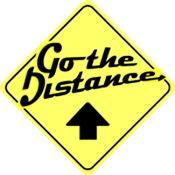 Go the
Distance,